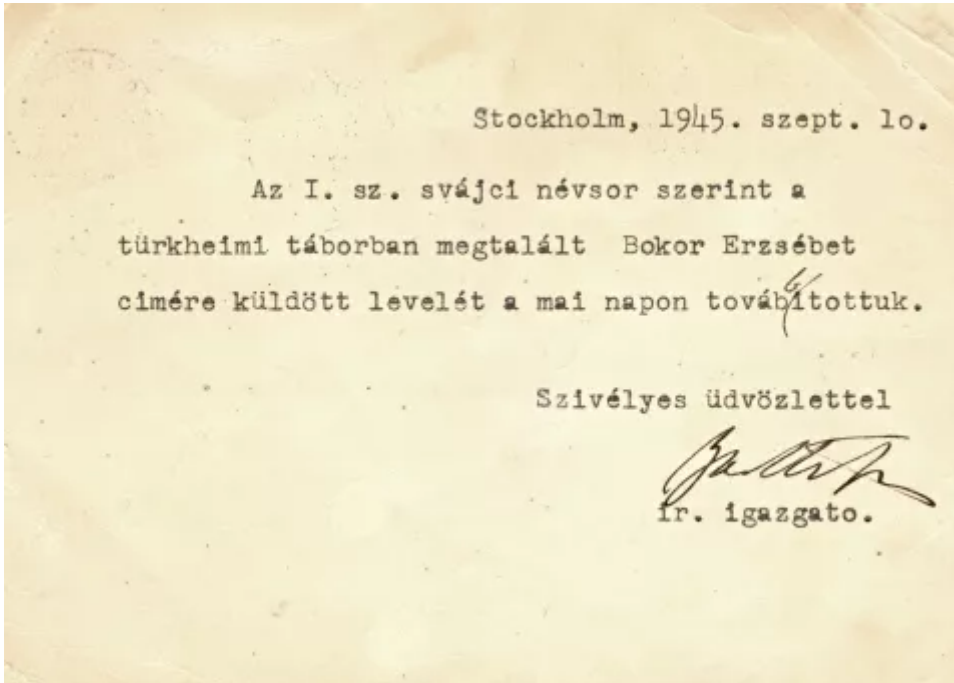 Stockholm, 1945. szept. lo.
Az I. sz. svájci névsor szerint a
türkheimi táborban megtalált Bokor Erzsébet
cimére küldött levelét a mai napon továbbitottuk.
Szivélyes üdvözlettel
ir. igazgato.